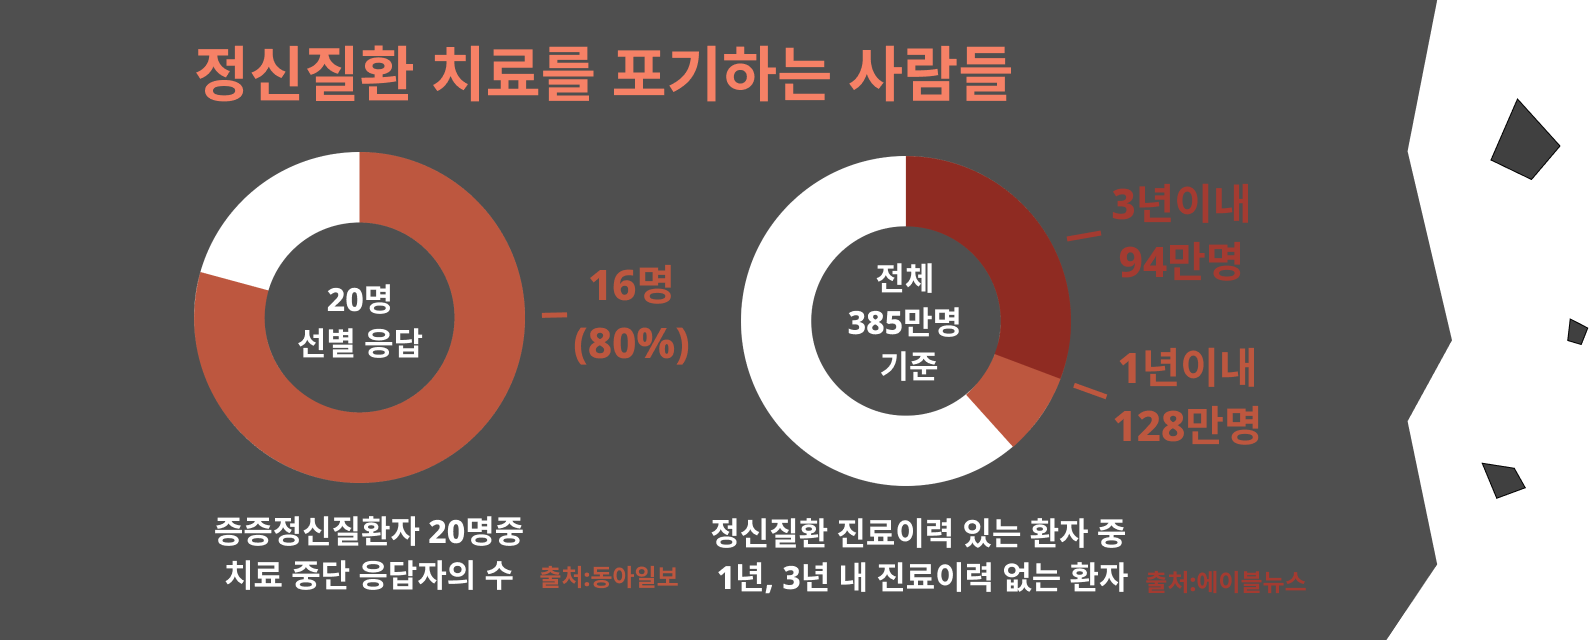 정신질환 치료를 포기하는 사람들
20명
선별 응답
16명
(80%)
증증정신질환자 20명중
치료 중단 응답자의 수
출처:동아일보
전체
385만명
기준
3년이내
94만명
1년이내
128만명
정신질환 진료이력 있는 환자 중
1년, 3년 내 진료이력 없는 환자
출처:에이블뉴스